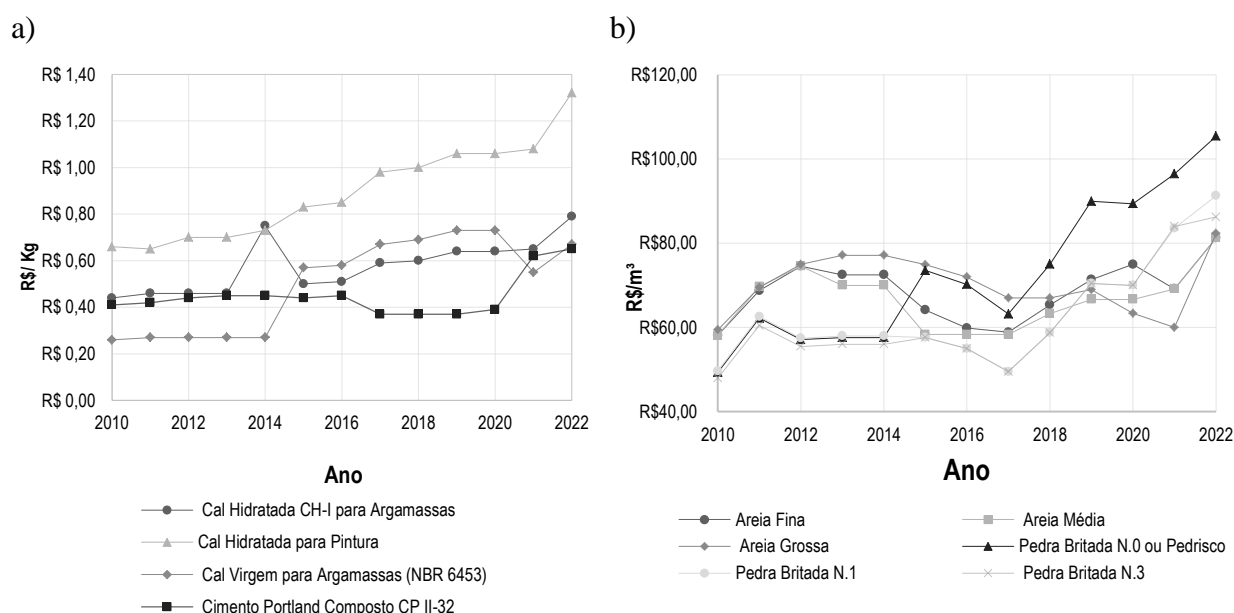 a)
R$ 1,40
R$ 1,20
R$ 1,00
R$ 0,80
R$ 0,60
R$ 0,40
R$ 0,20
R$ 0,00
R$/ Kg
2010 2012 2014 2016 2018 2020 2022
Ano
Cal Hidratada CH-I para Argamassas
Cal Hidratada para Pintura
Cal Virgem para Argamassas (NBR 6453)
Cimento Portland Composto CP II-32
b)
R$120,00
R$100,00
R$80,00
R$60,00
R$40,00
R$/m³
2010 2012 2014 2016 2018 2020 2022
Ano
Areia Fina Areia Média
Areia Grossa Pedra Britada N.0 ou Pedrisco
Pedra Britada N.1 Pedra Britada N.3